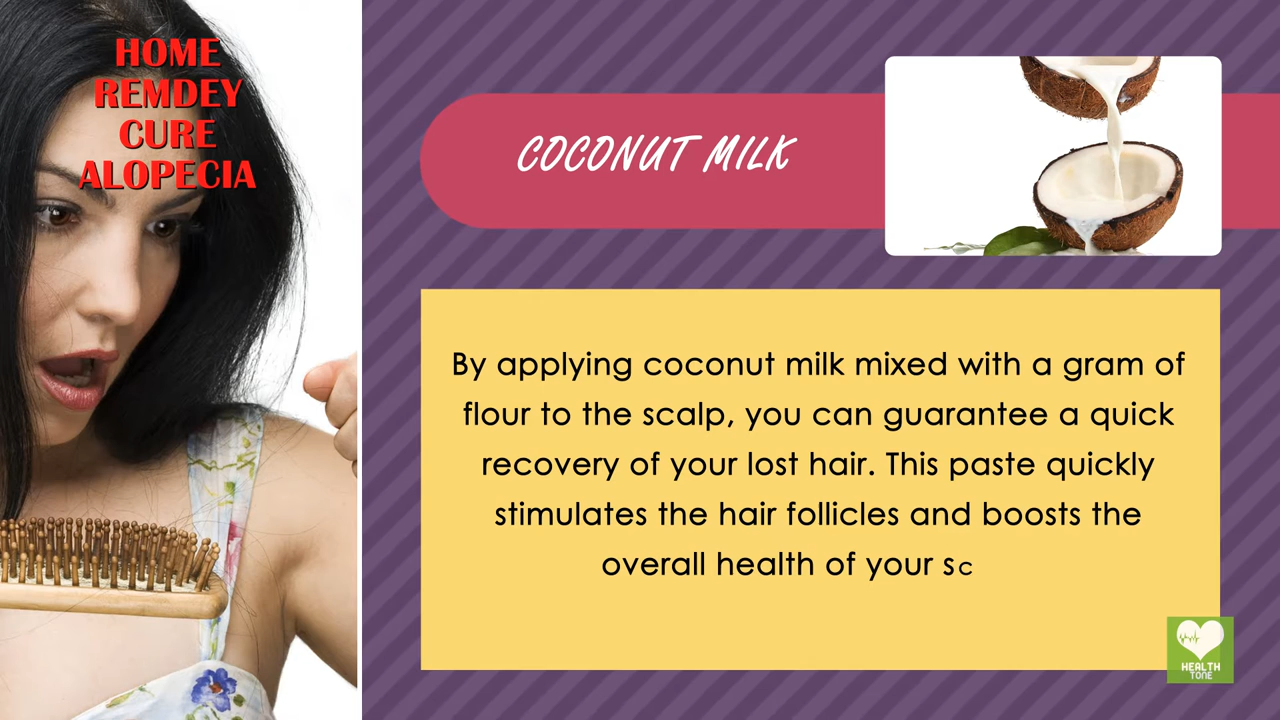 HOME
REMDEY
CURE
ALOPECIA
COCONUT MILK
By applying coconut milk mixed with a gram of
flour to the scalp, you can guarantee a quick
recovery of your lost hair. This paste quickly
stimulates the hair follicles and boosts the
overall health of your sc
HEALTH
TONE